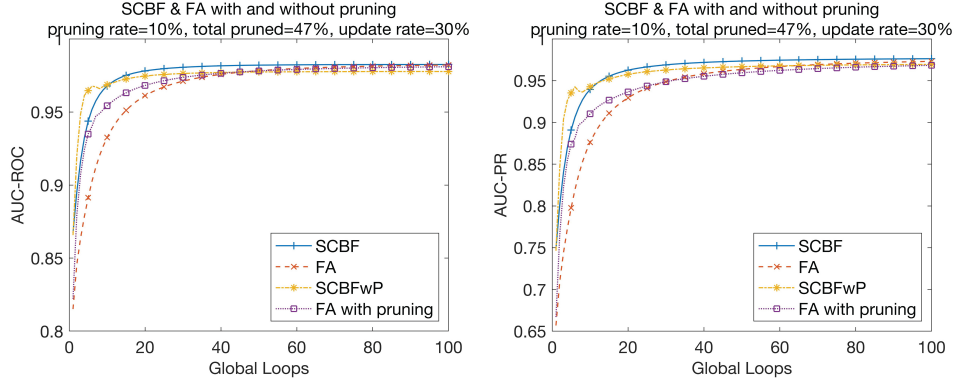 SCBF & FA with and without pruning
pruning rate=10%, total pruned=47%, update rate=30%
1
0.95
0.9
0.85
0.8
AUC-ROC
0 20 40 60 80 100
Global Loops
SCBF
FA
SCBFwP
FA with pruning
SCBF & FA with and without pruning
pruning rate=10%, total pruned=47%, update rate=30%
1
0.95
0.9
0.85
0.8
0.75
0.7
0.65
AUC-PR
0 20 40 60 80 100
Global Loops
SCBF
FA
SCBFwP
FA with pruning